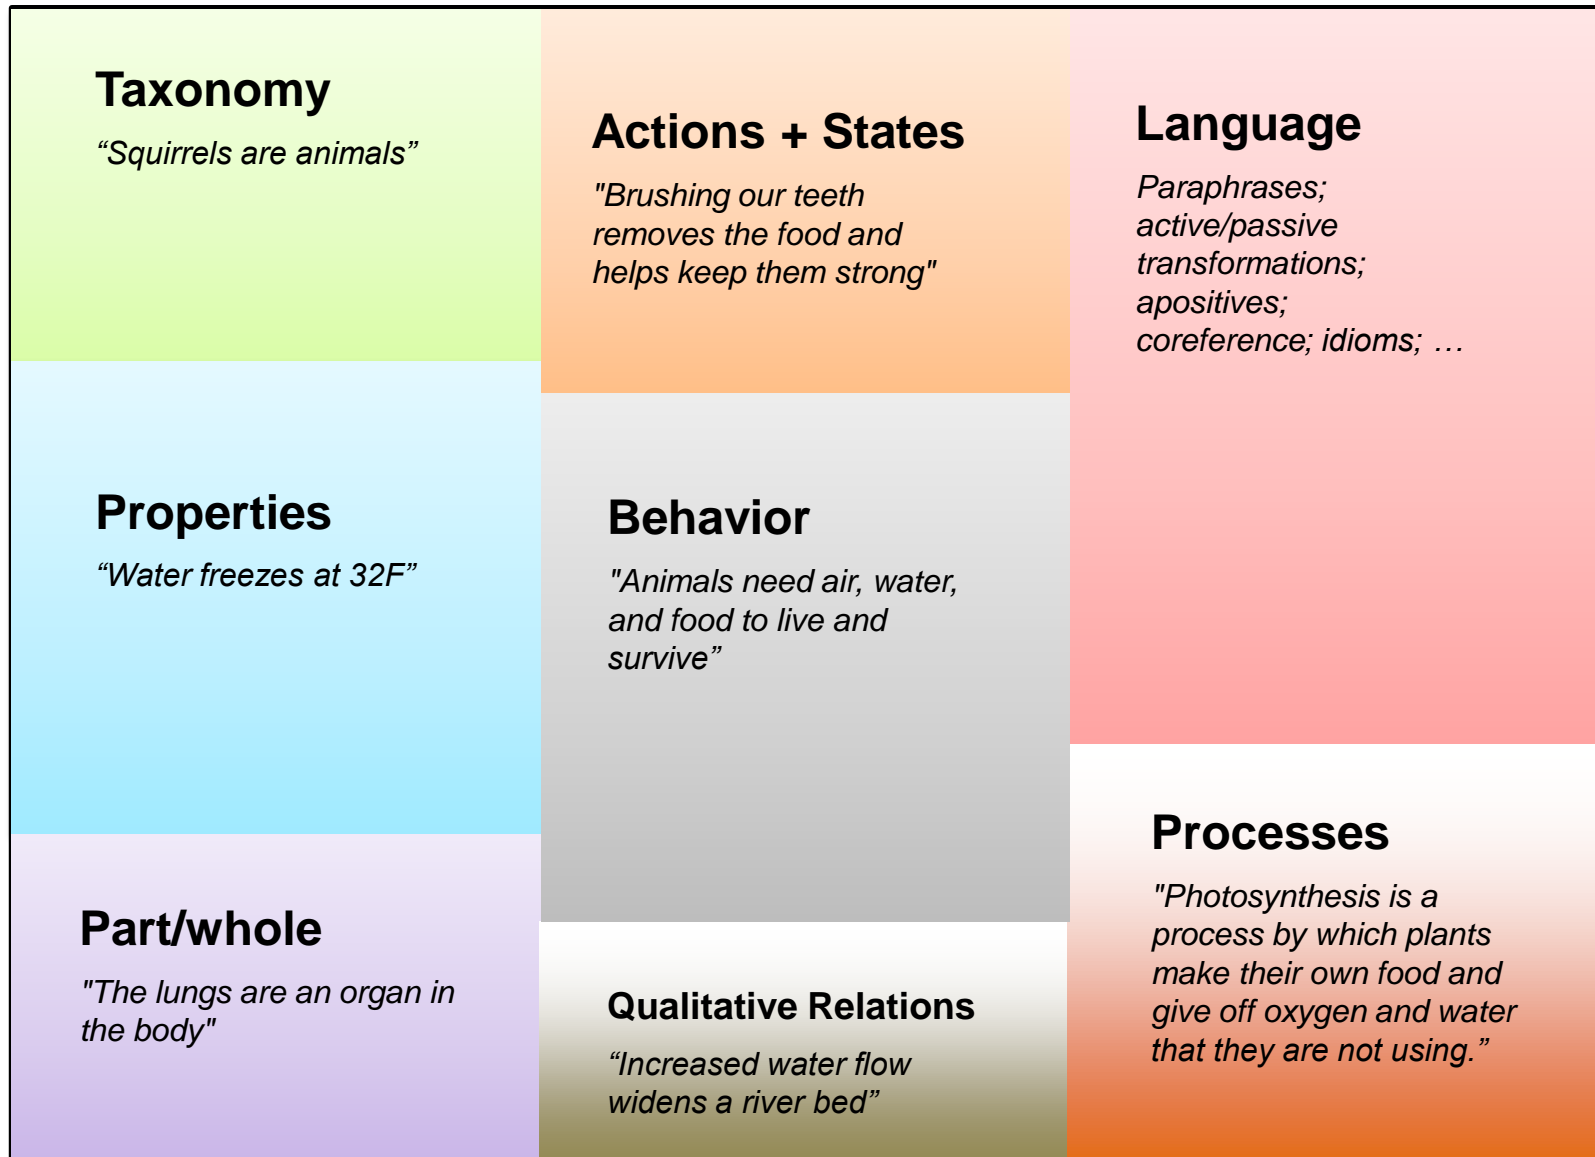 Taxonomy
“Squirrels are animals”
Properties
“Water freezes at 32F”
Part/whole
"The lungs are an organ in
the body"
Actions + States
"Brushing our teeth
removes the food and
helps keep them strong"
Behavior
"Animals need air, water,
and food to live and
survive”
Qualitative Relations
“Increased water flow
widens a river bed”
Language
Paraphrases;
active/passive
transformations;
apositives;
coreference; idioms; …
Processes
"Photosynthesis is a
process by which plants
make their own food and
give off oxygen and water
that they are not using.”